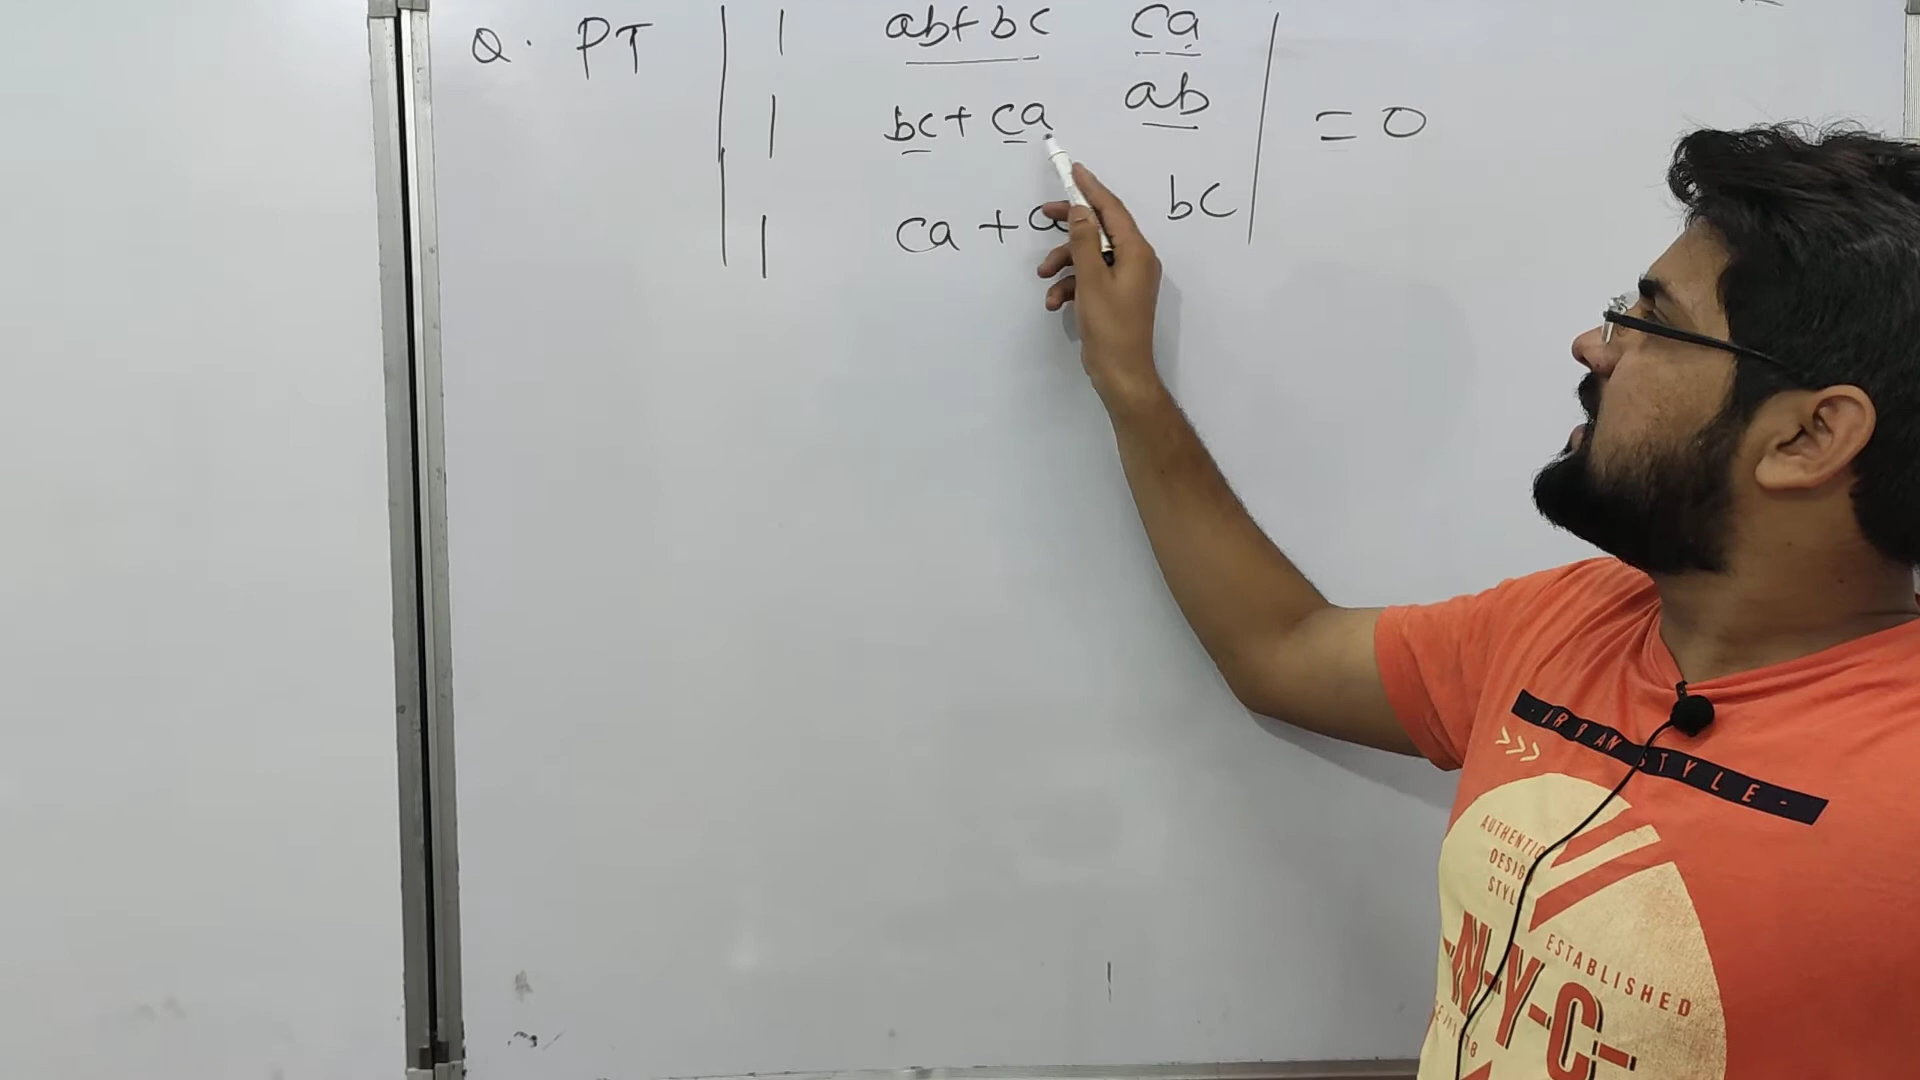 Q. PT | 1 ab+bc ca |
| 1 bc+ca ab | = 0
| 1 ca+a bc |
URBAN STYLE -
>>>
AUTHENTIC
DESIG
STYL
-N-Y-C-
ESTABLISHED